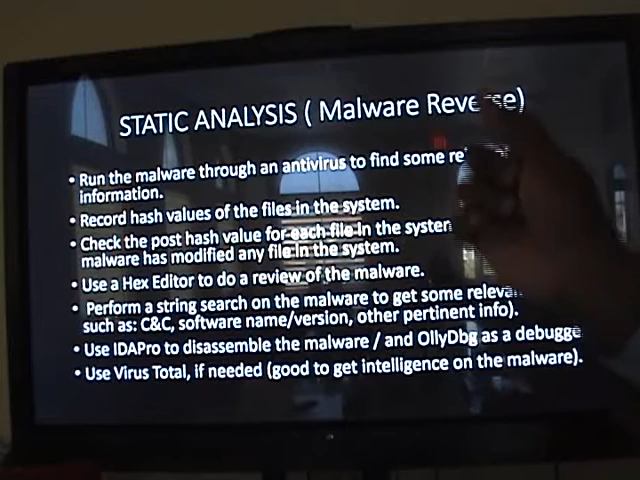 STATIC ANALYSIS ( Malware Reverse)
• Run the malware through an antivirus to find some
information.
• Record hash values of the files in the system.
• Check the post hash value for each file in the
malware has modified any file in the system.
• Use a Hex Editor to do a review of the malware.
• Perform a string search on the malware to get some
such as: C&C, software name/version, other pertinent info).
• Use IDAPro to disassemble the malware / and OllyDbg as a
• Use Virus Total, if needed (good to get intelligence on the malware).